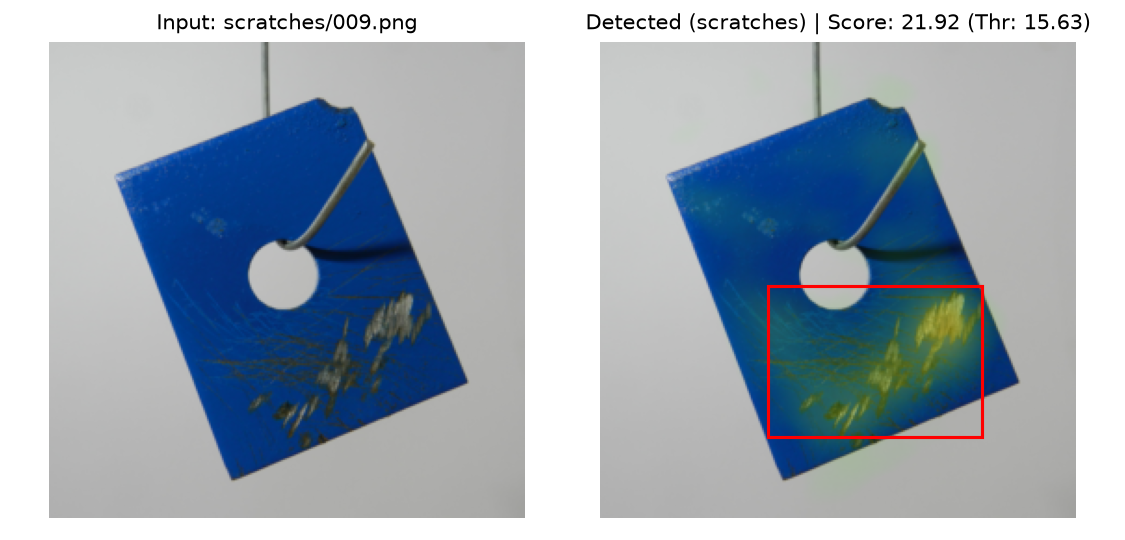 Input: scratches/009.png
Detected (scratches) | Score: 21.92 (Thr: 15.63)